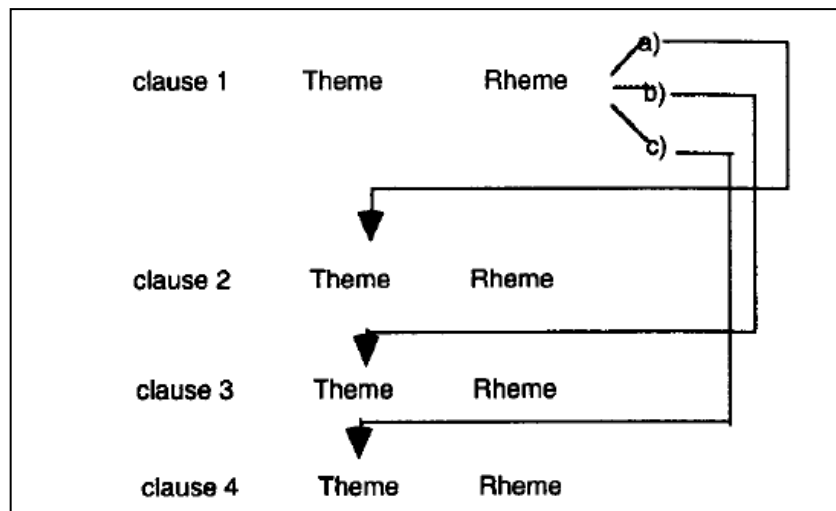 a)
clause 1 Theme Rheme
b)
c)
clause 2 Theme Rheme
clause 3 Theme Rheme
clause 4 Theme Rheme